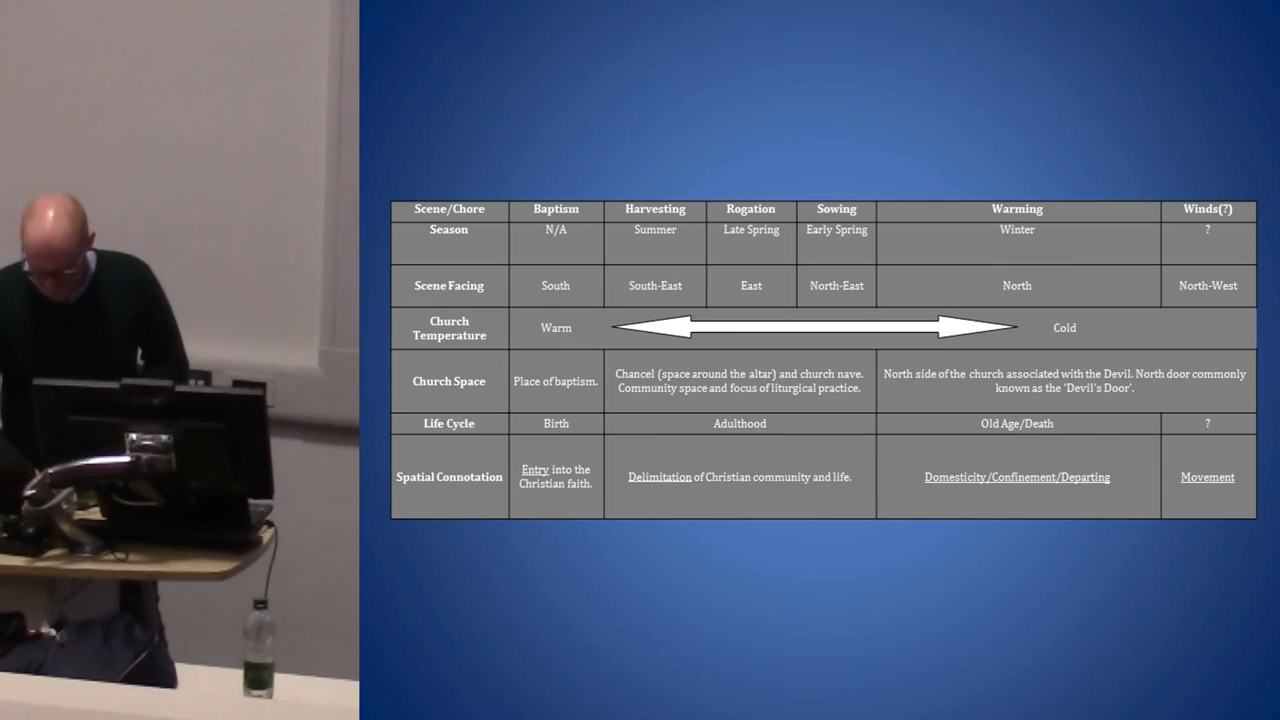 Scene/Chore Baptism Harvesting Rogation Sowing Warming Winds(?)
Season N/A Summer Late Spring Early Spring Winter ?
Scene Facing South South-East East North-East North North-West
Church
Temperature Warm Cold
Church Space Place of baptism. Chancel (space around the altar) and church nave.
Community space and focus of liturgical practice.
North side of the church associated with the Devil. North door commonly
known as the 'Devil's Door'.
Life Cycle Birth Adulthood Old Age/Death ?
Spatial Connotation Entry into the
Christian faith.
Delimitation of Christian community and life.
Domesticity/Confinement/Departing
Movement